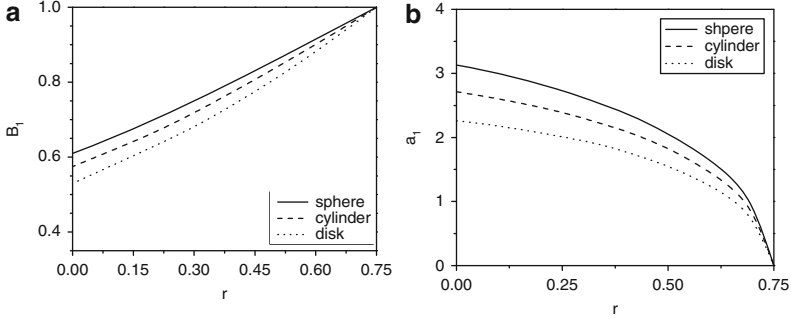 a
1.0
0.8
0.6
0.4
B1
0.00 0.15 0.30 0.45 0.60 0.75
r
sphere
cylinder
disk
b
4
3
2
1
0
a1
0.00 0.25 0.50 0.75
r
shpere
cylinder
disk